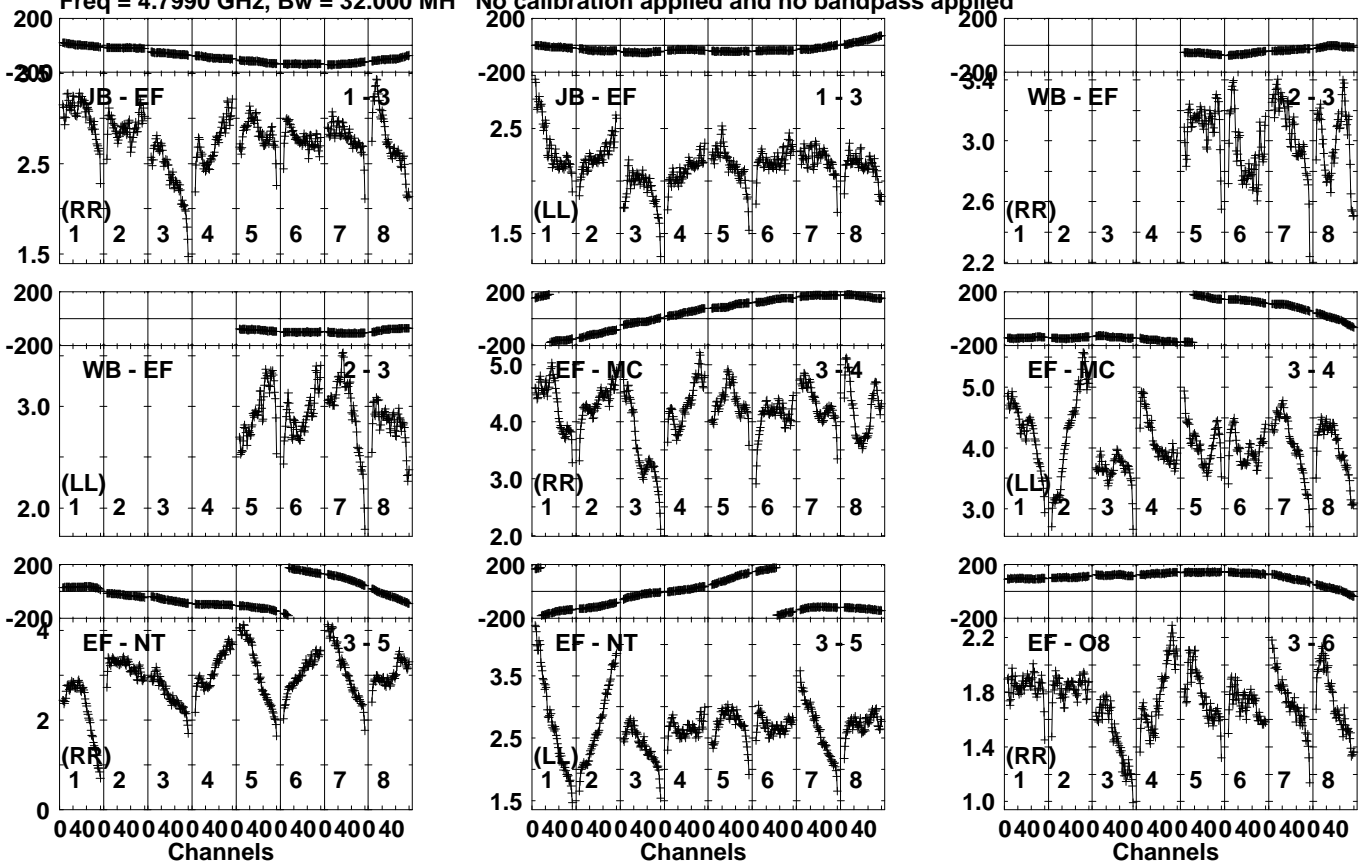 Freq = 4.7990 GHz, Bw = 32.000 MH No calibration applied and no bandpass applied
200 200 200
-200 -200 -200
3.5 3.4
JB - EF 1 - 3 JB - EF 1 - 3 WB - EF 2 - 3
2.5 2.5 3.0
2.6
(RR) (LL) (RR)
1 2 3 4 5 6 7 8 1 2 3 4 5 6 7 8 1 2 3 4 5 6 7 8
1.5 1.5 2.2
200 200 200
-200 -200 -200
WB - EF 2 - 3 EF - MC 3 - 4 EF - MC 3 - 4
3.0 5.0 5.0
4.0 4.0
(LL) 3.0 (RR) (LL)
1 2 3 4 5 6 7 8 1 2 3 4 5 6 7 8 1 2 3 4 5 6 7 8
2.0 2.0 3.0
200 200 200
-200 -200 -200
4 2.2
EF - NT 3 - 5 EF - NT 3 - 5 EF - O8 3 - 6
3.5 1.8
2 2.5 1.4
(RR) (LL) (RR)
1 2 3 4 5 6 7 8 1 2 3 4 5 6 7 8 1 2 3 4 5 6 7 8
0 1.5 1.0
0 40 0 40 0 40 0 40 0 40 0 40 0 40 0 40 0 40 0 40 0 40 0 40 0 40 0 40 0 40 0 40 0 40 0 40 0 40 0 40 0 40 0 40 0 40 0 40
Channels Channels Channels